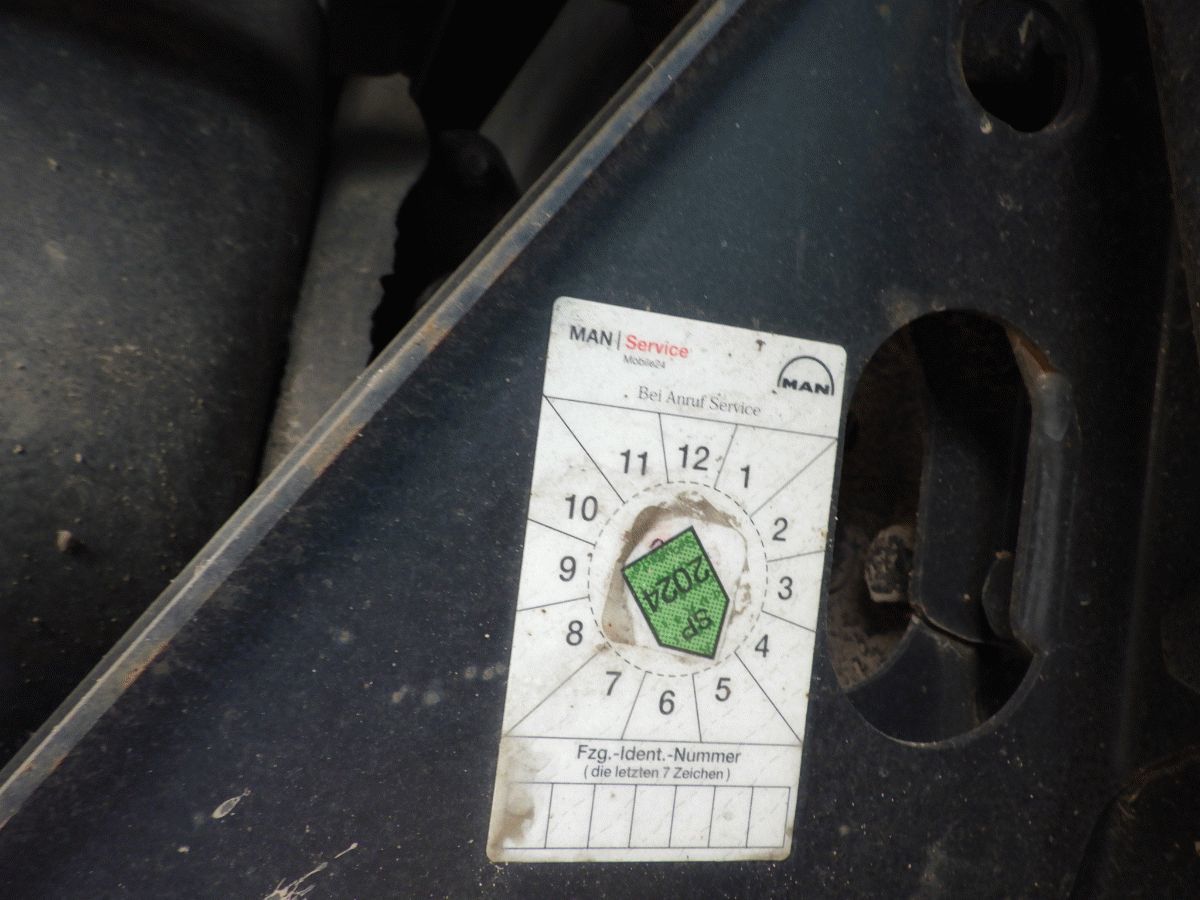 MAN | Service
Mobile24
MAN
Bei Anruf Service
11 12 1
10 2
9 3
8 4
7 6 5
2024
SP
Fzg.-Ident.-Nummer
(die letzten 7 Zeichen)